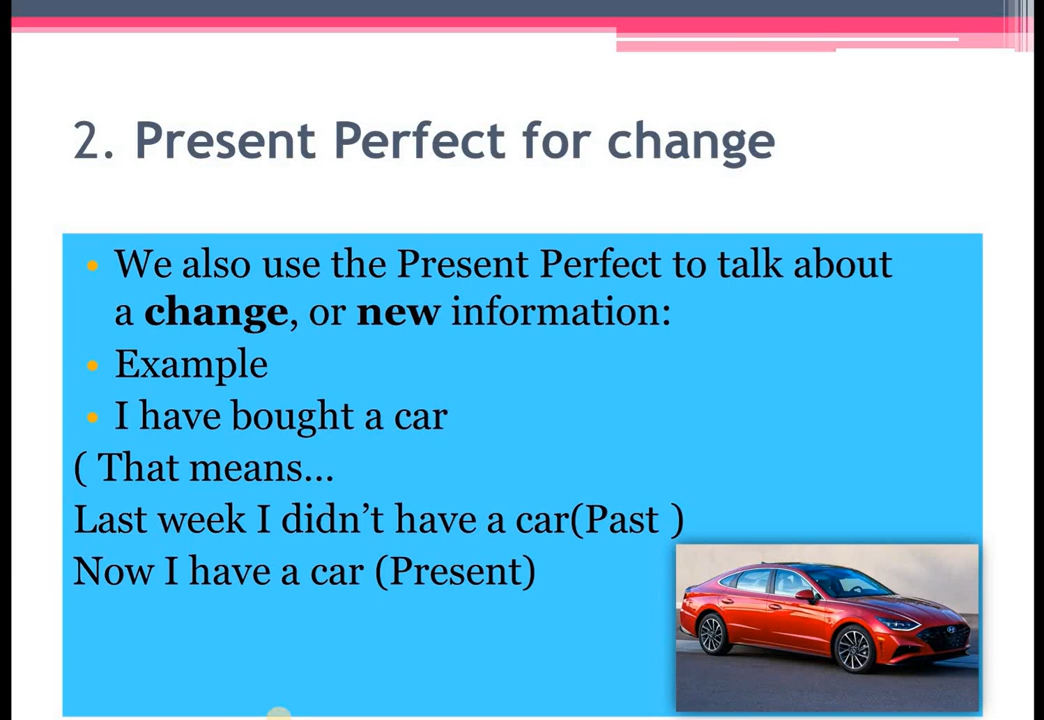 2. Present Perfect for change
• We also use the Present Perfect to talk about
a change, or new information:
• Example
• I have bought a car
( That means...
Last week I didn’t have a car(Past )
Now I have a car (Present)